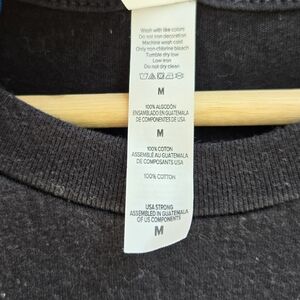 Wash with like colors
Do not iron decoration
Machine wash cold
Only non-chlorine bleach
Tumble dry low
Low iron
Do not dry clean
M
100% ALGODÓN
ENSAMBLADO EN GUATEMALA
DE COMPONENTES DE USA
M
100% COTON
ASSEMBLÉ AU GUATEMALA
DE COMPOSANTS USA
100% COTTON
USA STRONG
ASSEMBLED IN GUATEMALA
OF US COMPONENTS
M